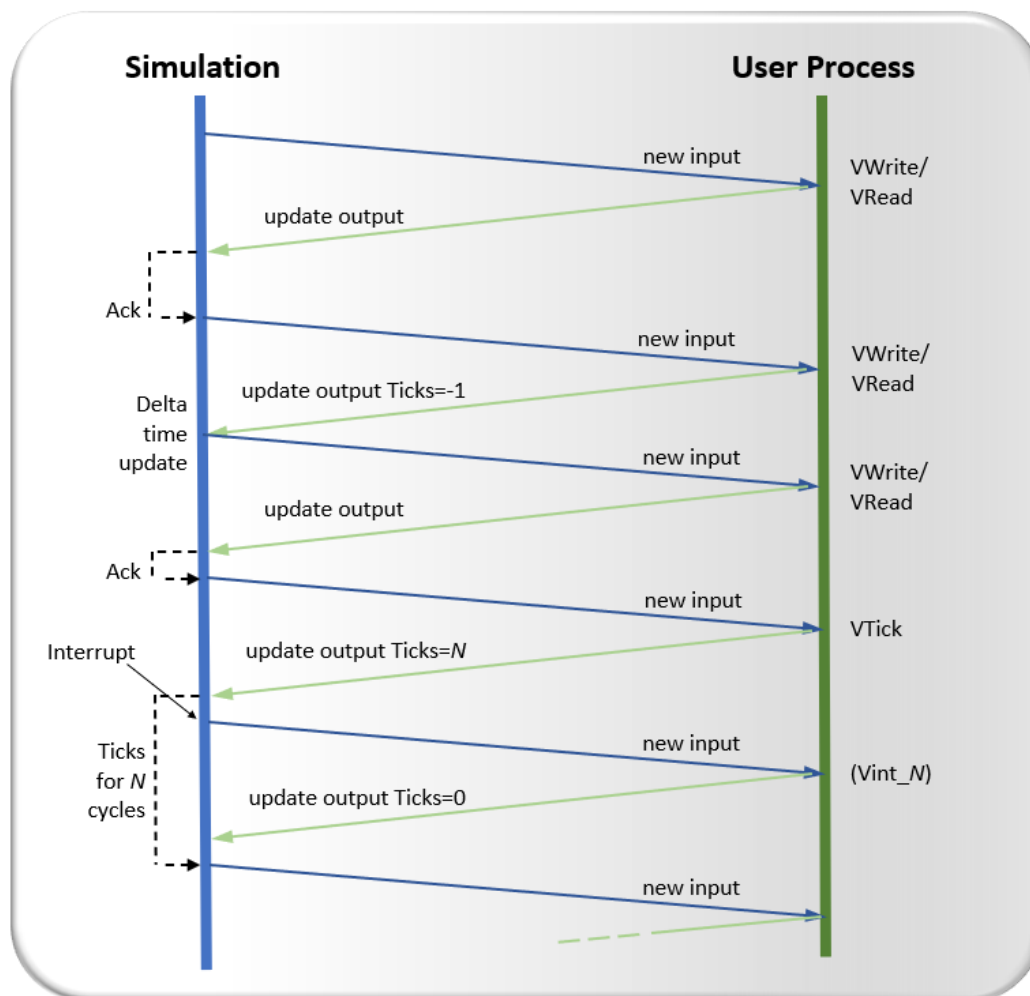 Simulation
User Process
new input
VWrite/
VRead
update output
Ack
new input
VWrite/
VRead
update output Ticks=-1
Delta
time
update
new input
VWrite/
VRead
update output
Ack
new input
VTick
update output Ticks=N
Interrupt
new input
Ticks
for N
cycles
(Vint_N)
update output Ticks=0
new input